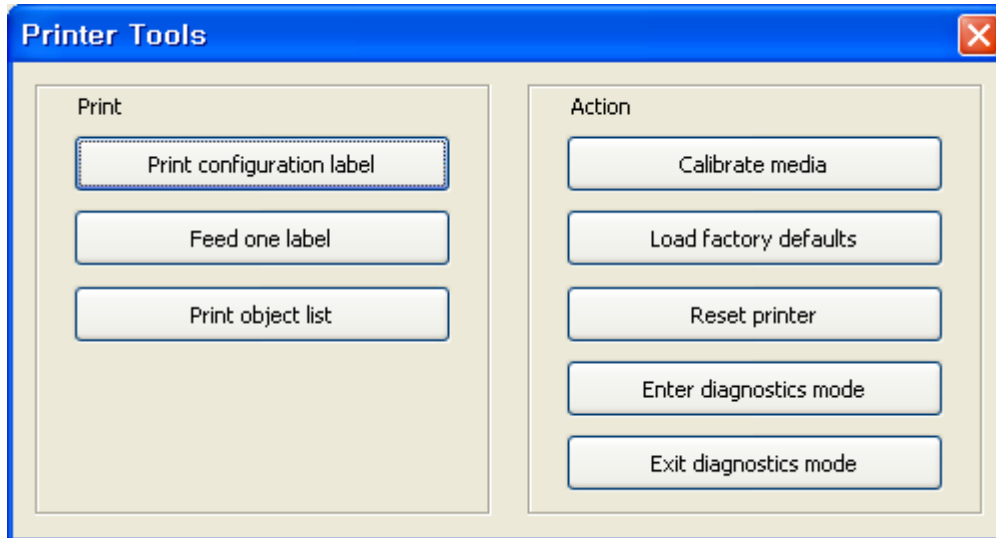 Printer Tools
Print
Print configuration label
Feed one label
Print object list
Action
Calibrate media
Load factory defaults
Reset printer
Enter diagnostics mode
Exit diagnostics mode